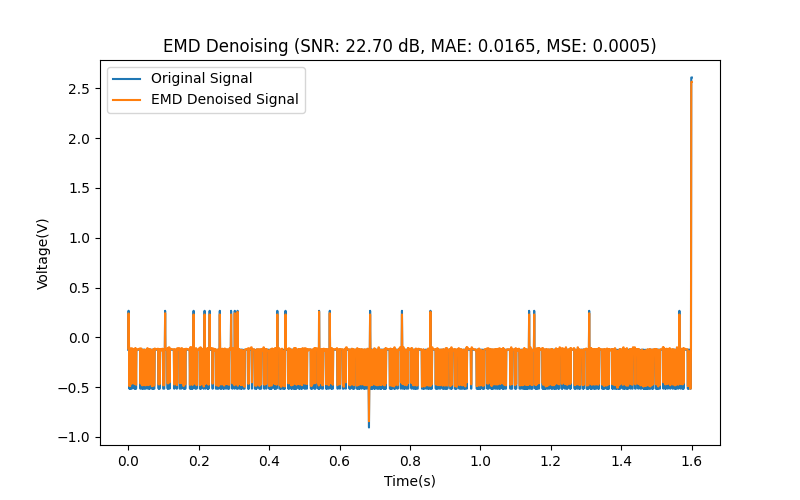 EMD Denoising (SNR: 22.70 dB, MAE: 0.0165, MSE: 0.0005)
Original Signal
EMD Denoised Signal
2.5
2.0
1.5
1.0
0.5
0.0
−0.5
−1.0
Voltage(V)
0.0 0.2 0.4 0.6 0.8 1.0 1.2 1.4 1.6
Time(s)